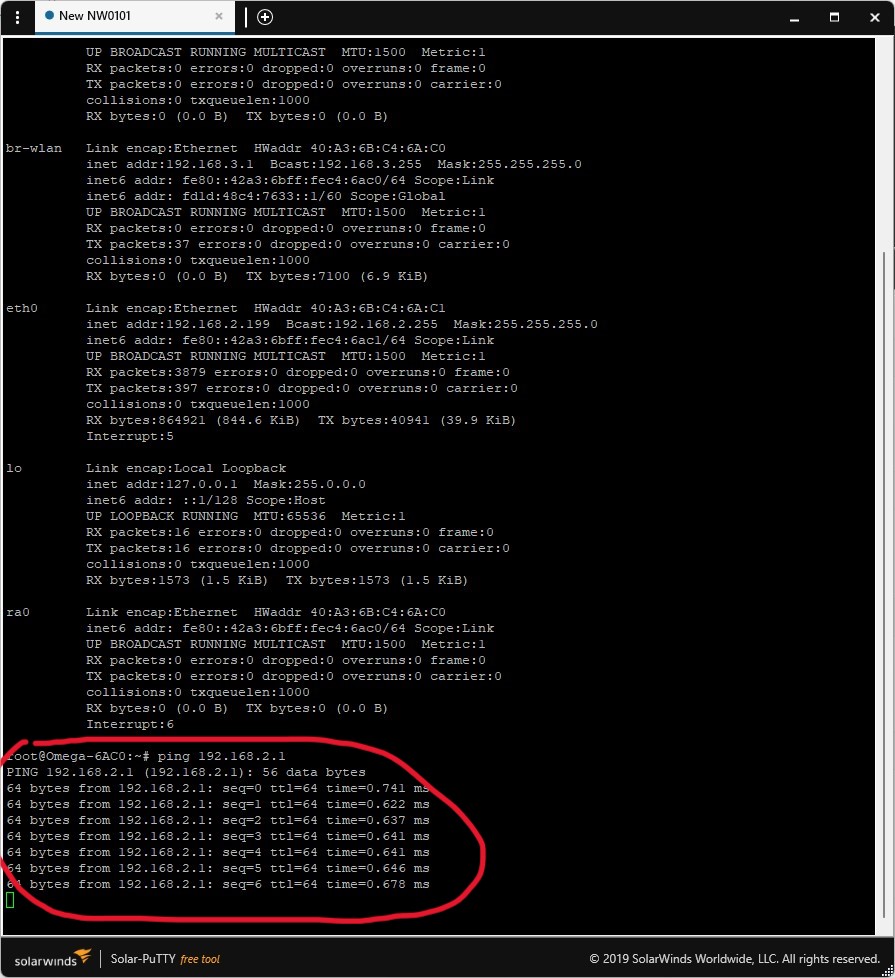 New NW0101
UP BROADCAST RUNNING MULTICAST  MTU:1500  Metric:1
RX packets:0 errors:0 dropped:0 overruns:0 frame:0
TX packets:0 errors:0 dropped:0 overruns:0 carrier:0
collisions:0 txqueuelen:1000
RX bytes:0 (0.0 B)  TX bytes:0 (0.0 B)
br-wlan   Link encap:Ethernet  HWaddr 40:A3:6B:C4:6A:C0
inet addr:192.168.3.1  Bcast:192.168.3.255  Mask:255.255.255.0
inet6 addr: fe80::42a3:6bff:fec4:6ac0/64 Scope:Link
inet6 addr: fd1d:48c4:7633::1/60 Scope:Global
UP BROADCAST RUNNING MULTICAST  MTU:1500  Metric:1
RX packets:0 errors:0 dropped:0 overruns:0 frame:0
TX packets:37 errors:0 dropped:0 overruns:0 carrier:0
collisions:0 txqueuelen:1000
RX bytes:0 (0.0 B)  TX bytes:7100 (6.9 KiB)
eth0      Link encap:Ethernet  HWaddr 40:A3:6B:C4:6A:C1
inet addr:192.168.2.199  Bcast:192.168.2.255  Mask:255.255.255.0
inet6 addr: fe80::42a3:6bff:fec4:6ac1/64 Scope:Link
UP BROADCAST RUNNING MULTICAST  MTU:1500  Metric:1
RX packets:3879 errors:0 dropped:0 overruns:0 frame:0
TX packets:397 errors:0 dropped:0 overruns:0 carrier:0
collisions:0 txqueuelen:1000
RX bytes:864921 (844.6 KiB)  TX bytes:40941 (39.9 KiB)
Interrupt:5
lo        Link encap:Local Loopback
inet addr:127.0.0.1  Mask:255.0.0.0
inet6 addr: ::1/128 Scope:Host
UP LOOPBACK RUNNING  MTU:65536  Metric:1
RX packets:16 errors:0 dropped:0 overruns:0 frame:0
TX packets:16 errors:0 dropped:0 overruns:0 carrier:0
collisions:0 txqueuelen:1000
RX bytes:1573 (1.5 KiB)  TX bytes:1573 (1.5 KiB)
ra0       Link encap:Ethernet  HWaddr 40:A3:6B:C4:6A:C0
inet6 addr: fe80::42a3:6bff:fec4:6ac0/64 Scope:Link
UP BROADCAST RUNNING MULTICAST  MTU:1500  Metric:1
RX packets:0 errors:0 dropped:0 overruns:0 frame:0
TX packets:0 errors:0 dropped:0 overruns:0 carrier:0
collisions:0 txqueuelen:1000
RX bytes:0 (0.0 B)  TX bytes:0 (0.0 B)
Interrupt:6
root@Omega-6AC0:~# ping 192.168.2.1
PING 192.168.2.1 (192.168.2.1): 56 data bytes
64 bytes from 192.168.2.1: seq=0 ttl=64 time=0.741 ms
64 bytes from 192.168.2.1: seq=1 ttl=64 time=0.622 ms
64 bytes from 192.168.2.1: seq=2 ttl=64 time=0.637 ms
64 bytes from 192.168.2.1: seq=3 ttl=64 time=0.641 ms
64 bytes from 192.168.2.1: seq=4 ttl=64 time=0.641 ms
64 bytes from 192.168.2.1: seq=5 ttl=64 time=0.646 ms
64 bytes from 192.168.2.1: seq=6 ttl=64 time=0.678 ms
solarwinds Solar-PuTTY free tool © 2019 SolarWinds Worldwide, LLC. All rights reserved.